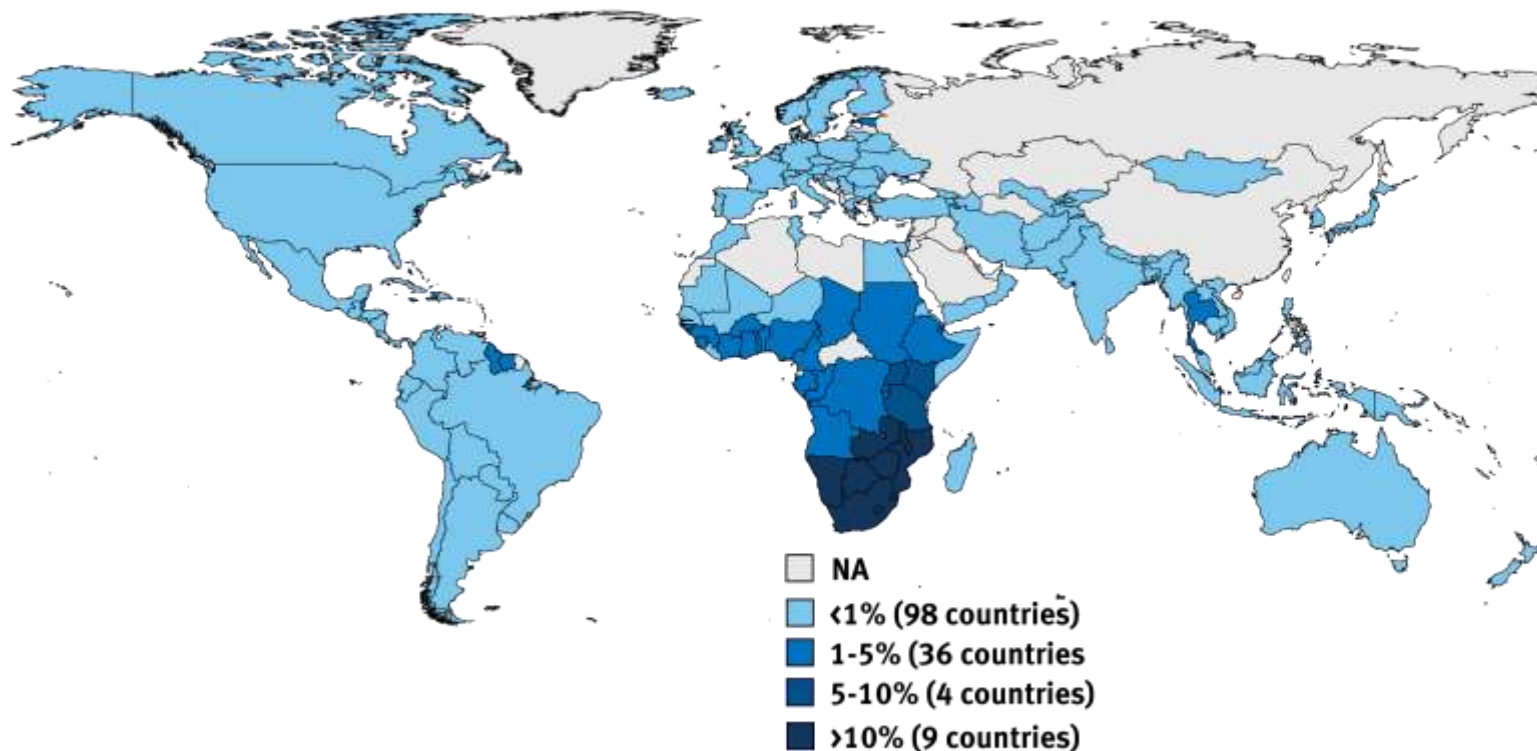 NA
<1% (98 countries)
1-5% (36 countries
5-10% (4 countries)
>10% (9 countries)